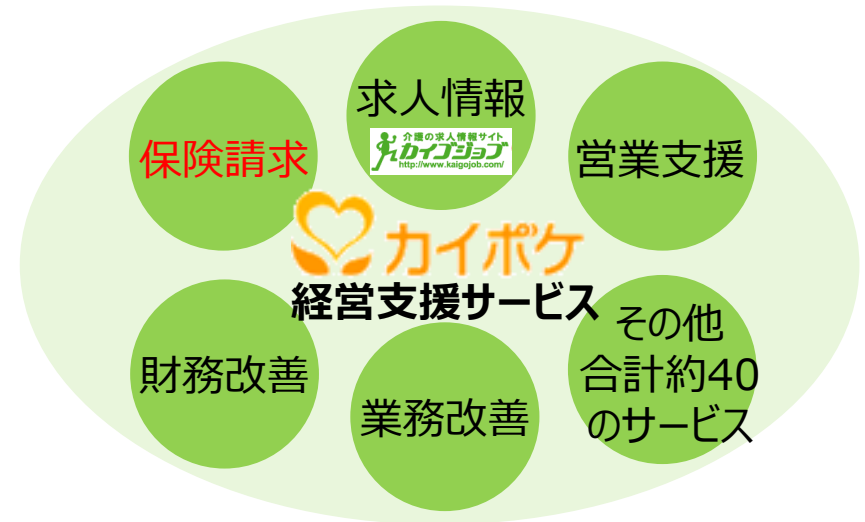 求人情報
介護の求人情報サイト
カイゴジョブ
http://www.kaigojob.com/
保険請求
営業支援
カイポケ
経営支援サービス
財務改善
業務改善
その他
合計約40
のサービス